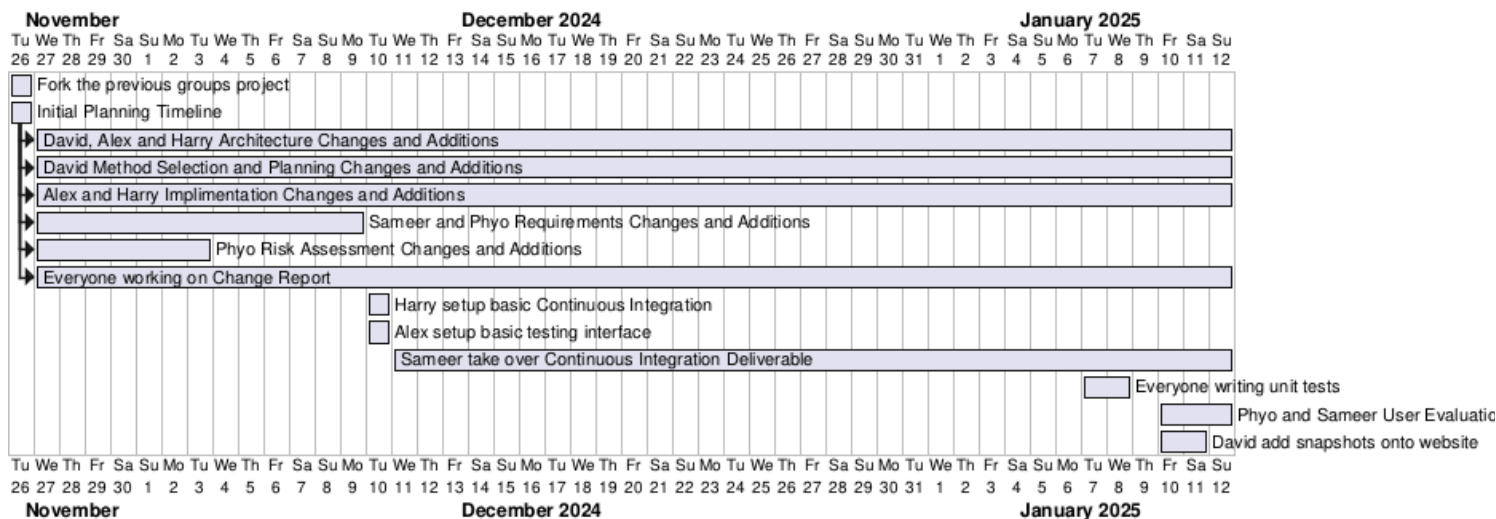 November December 2024 January 2025
Tu We Th Fr Sa Su Mo Tu We Th Fr Sa Su Mo Tu We Th Fr Sa Su Mo Tu We Th Fr Sa Su Mo Tu We Th Fr Sa Su Mo Tu We Th Fr Sa Su Mo Tu We Th Fr Sa Su
26 27 28 29 30 1 2 3 4 5 6 7 8 9 10 11 12 13 14 15 16 17 18 19 20 21 22 23 24 25 26 27 28 29 30 31 1 2 3 4 5 6 7 8 9 10 11 12
Fork the previous groups project
Initial Planning Timeline
David, Alex and Harry Architecture Changes and Additions
David Method Selection and Planning Changes and Additions
Alex and Harry Implimentation Changes and Additions
Sameer and Phyo Requirements Changes and Additions
Phyo Risk Assessment Changes and Additions
Everyone working on Change Report
Harry setup basic Continuous Integration
Alex setup basic testing interface
Sameer take over Continuous Integration Deliverable
Everyone writing unit tests
Phyo and Sameer User Evaluatio
David add snapshots onto website
Tu We Th Fr Sa Su Mo Tu We Th Fr Sa Su Mo Tu We Th Fr Sa Su Mo Tu We Th Fr Sa Su Mo Tu We Th Fr Sa Su Mo Tu We Th Fr Sa Su Mo Tu We Th Fr Sa Su
26 27 28 29 30 1 2 3 4 5 6 7 8 9 10 11 12 13 14 15 16 17 18 19 20 21 22 23 24 25 26 27 28 29 30 31 1 2 3 4 5 6 7 8 9 10 11 12
November December 2024 January 2025